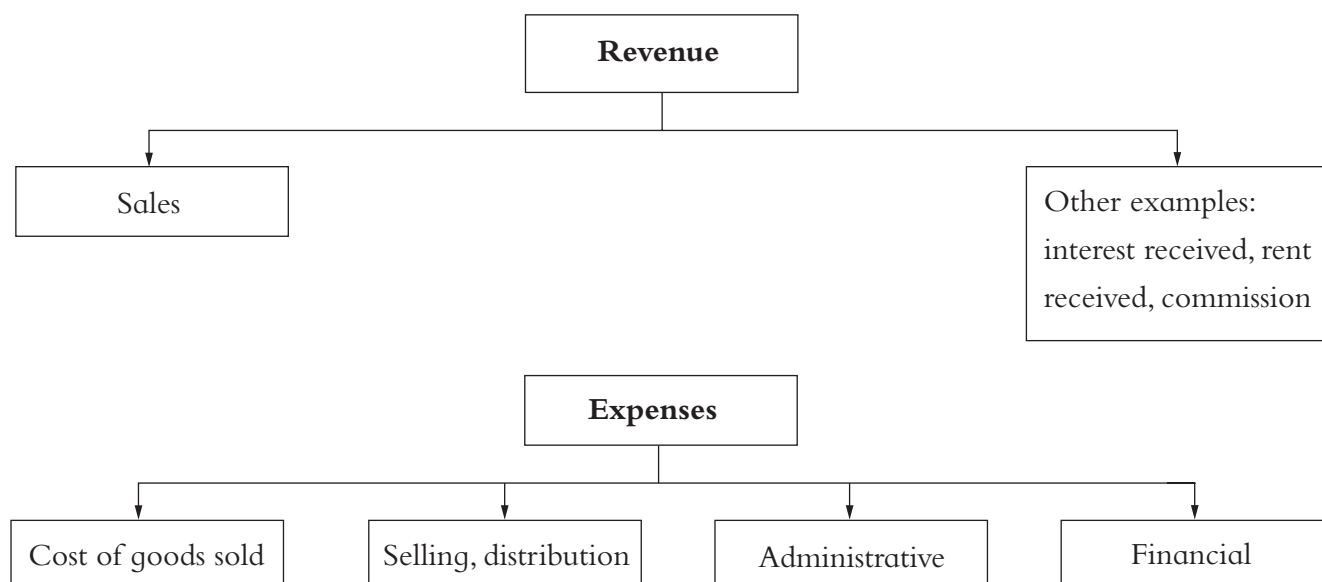 Revenue
Sales
Other examples:
interest received, rent
received, commission
Expenses
Cost of goods sold
Selling, distribution
Administrative
Financial